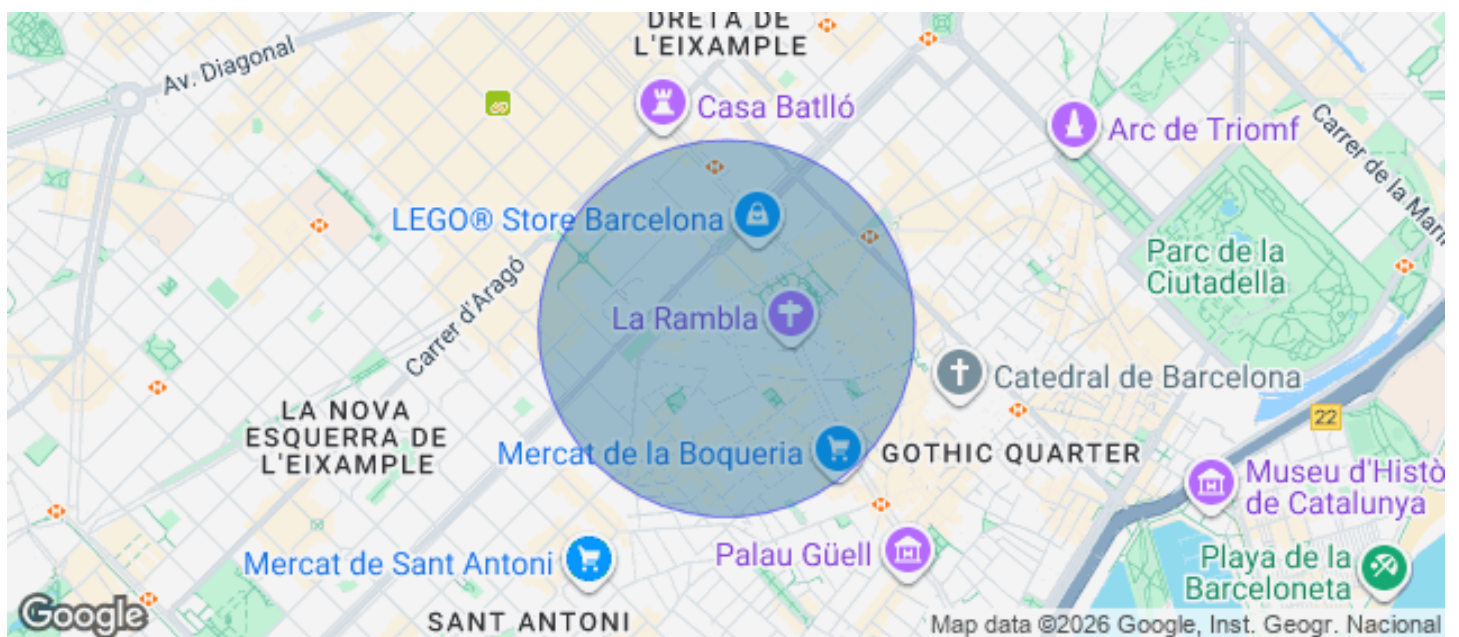 DRETA DE
L'EIXAMPLE
Av. Diagonal
Casa Batlló
Arc de Triomf
Carrer de la Marin
LEGO® Store Barcelona
Parc de la
Ciutadella
Carrer d'Aragó
La Rambla
Catedral de Barcelona
LA NOVA
ESQUERRA DE
L'EIXAMPLE
22
Mercat de la Boqueria
GOTHIC QUARTER
Museu d'Histò
de Catalunya
Mercat de Sant Antoni
Palau Güell
Playa de la
Barceloneta
Google
SANT ANTONI
Map data ©2026 Google, Inst. Geogr. Nacional